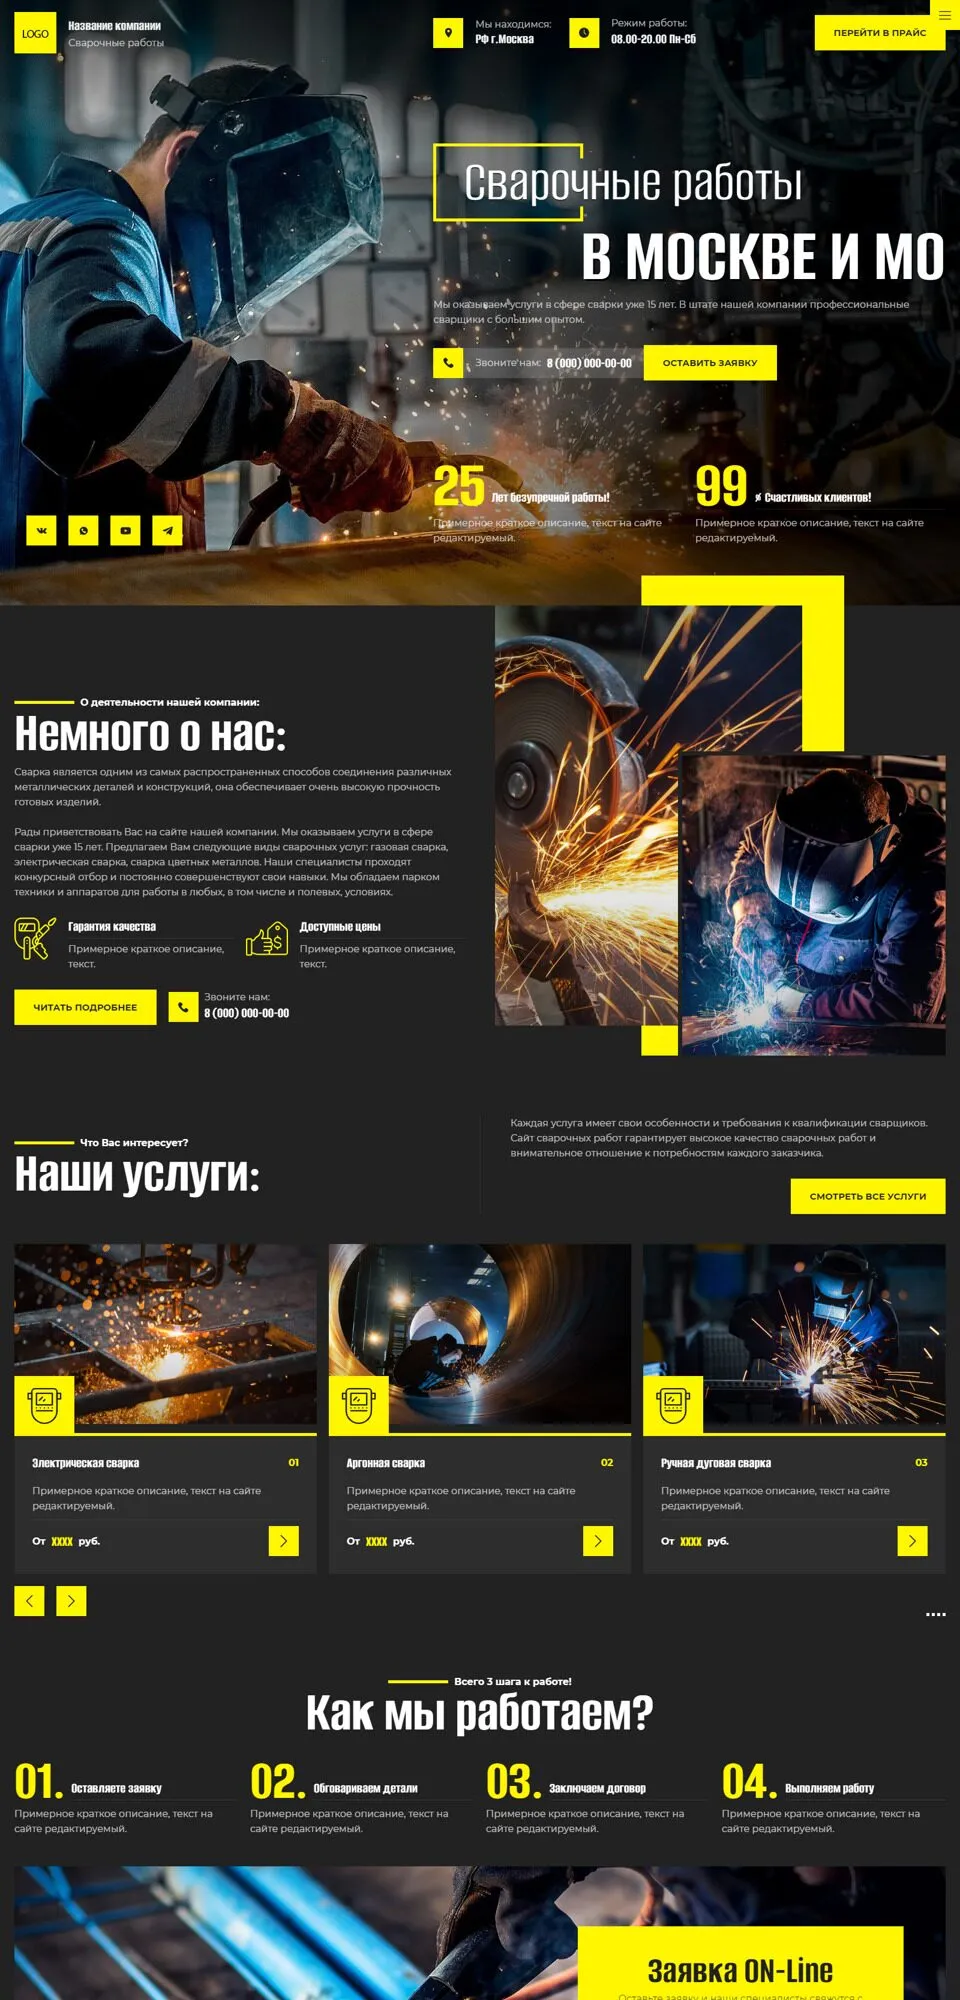 LOGO
Название компании
Сварочные работы
Мы находимся:
РФ г.Москва
Режим работы:
08.00-20.00 Пн-Сб
ПЕРЕЙТИ В ПРАЙС
Сварочные работы
В МОСКВЕ И МО
Мы оказываем услуги в сфере сварки уже 15 лет. В штате нашей компании профессиональные
сварщики с большим опытом.
Звоните нам: 8 (000) 000-00-00
ОСТАВИТЬ ЗАЯВКУ
25 Лет безупречной работы!
Примерное краткое описание, текст на сайте
редактируемый.
99 % Счастливых клиентов!
Примерное краткое описание, текст на сайте
редактируемый.
О деятельности нашей компании:
Немного о нас:
Сварка является одним из самых распространенных способов соединения различных
металлических деталей и конструкций, она обеспечивает очень высокую прочность
готовых изделий.
Рады приветствовать Вас на сайте нашей компании. Мы оказываем услуги в сфере
сварки уже 15 лет. Предлагаем Вам следующие виды сварочных услуг: газовая сварка,
электрическая сварка, сварка цветных металлов. Наши специалисты проходят
конкурсный отбор и постоянно совершенствуют свои навыки. Мы обладаем парком
техники и аппаратов для работы в любых, в том числе и полевых, условиях.
Гарантия качества
Примерное краткое описание,
текст.
Доступные цены
Примерное краткое описание,
текст.
ЧИТАТЬ ПОДРОБНЕЕ
Звоните нам:
8 (000) 000-00-00
Что Вас интересует?
Наши услуги:
Каждая услуга имеет свои особенности и требования к квалификации сварщиков.
Сайт сварочных работ гарантирует высокое качество сварочных работ и
внимательное отношение к потребностям каждого заказчика.
СМОТРЕТЬ ВСЕ УСЛУГИ
Электрическая сварка 01
Примерное краткое описание, текст на сайте
редактируемый.
От XXXX руб.
Аргонная сварка 02
Примерное краткое описание, текст на сайте
редактируемый.
От XXXX руб.
Ручная дуговая сварка 03
Примерное краткое описание, текст на сайте
редактируемый.
От XXXX руб.
Всего 3 шага к работе!
Как мы работаем?
01. Оставляете заявку
Примерное краткое описание, текст на
сайте редактируемый.
02. Обговариваем детали
Примерное краткое описание, текст на
сайте редактируемый.
03. Заключаем договор
Примерное краткое описание, текст на
сайте редактируемый.
04. Выполняем работу
Примерное краткое описание, текст на
сайте редактируемый.
Заявка ON-Line
Оставьте заявку и наши специалисты свяжутся с